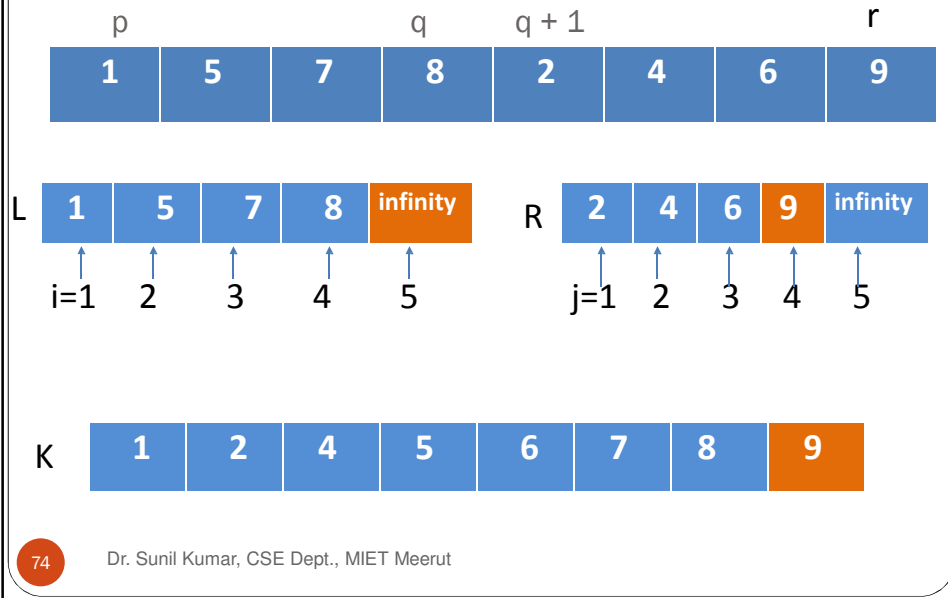 p q q + 1 r
1 5 7 8 2 4 6 9
L 1 5 7 8 infinity R 2 4 6 9 infinity
i=1 2 3 4 5 j=1 2 3 4 5
K 1 2 4 5 6 7 8 9
74 Dr. Sunil Kumar, CSE Dept., MIET Meerut